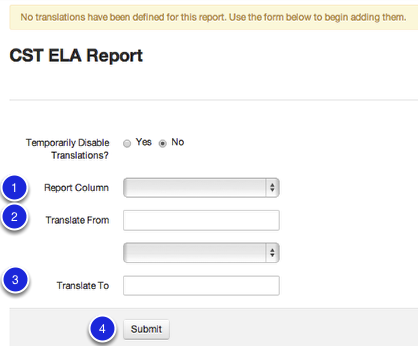 No translations have been defined for this report. Use the form below to begin adding them.
CST ELA Report
Temporarily Disable Yes No
Translations?
1 Report Column
2 Translate From
3 Translate To
4 Submit